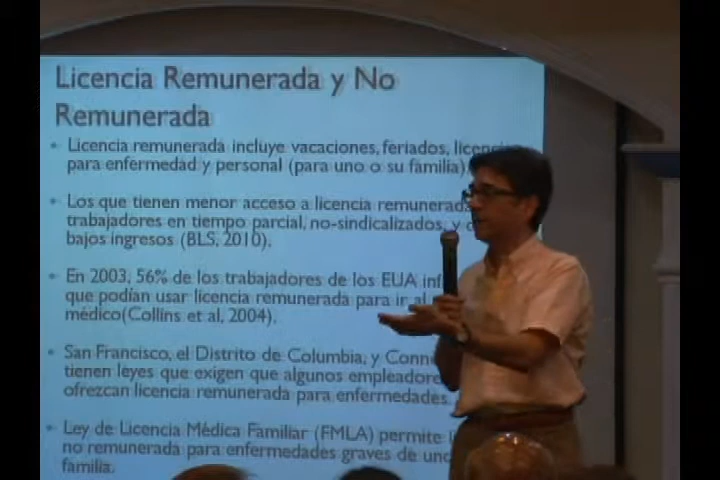 Licencia Remunerada y No
Remunerada
• Licencia remunerada incluye vacaciones, feriados,
para enfermedad y personal (para uno o su familia).
• Los que tienen menor acceso a licencia remunerada
trabajadores en tiempo parcial, no-sindicalizados, y
bajos ingresos (BLS, 2010).
• En 2003, 56% de los trabajadores de los EUA
que podían usar licencia remunerada para ir al
médico(Collins et al, 2004).
• San Francisco, el Distrito de Columbia, y
tienen leyes que exigen que algunos
ofrezcan licencia remunerada para enfermedades.
• Ley de Licencia Médica Familiar (FMLA) permite
no remunerada para enfermedades graves de
familia.